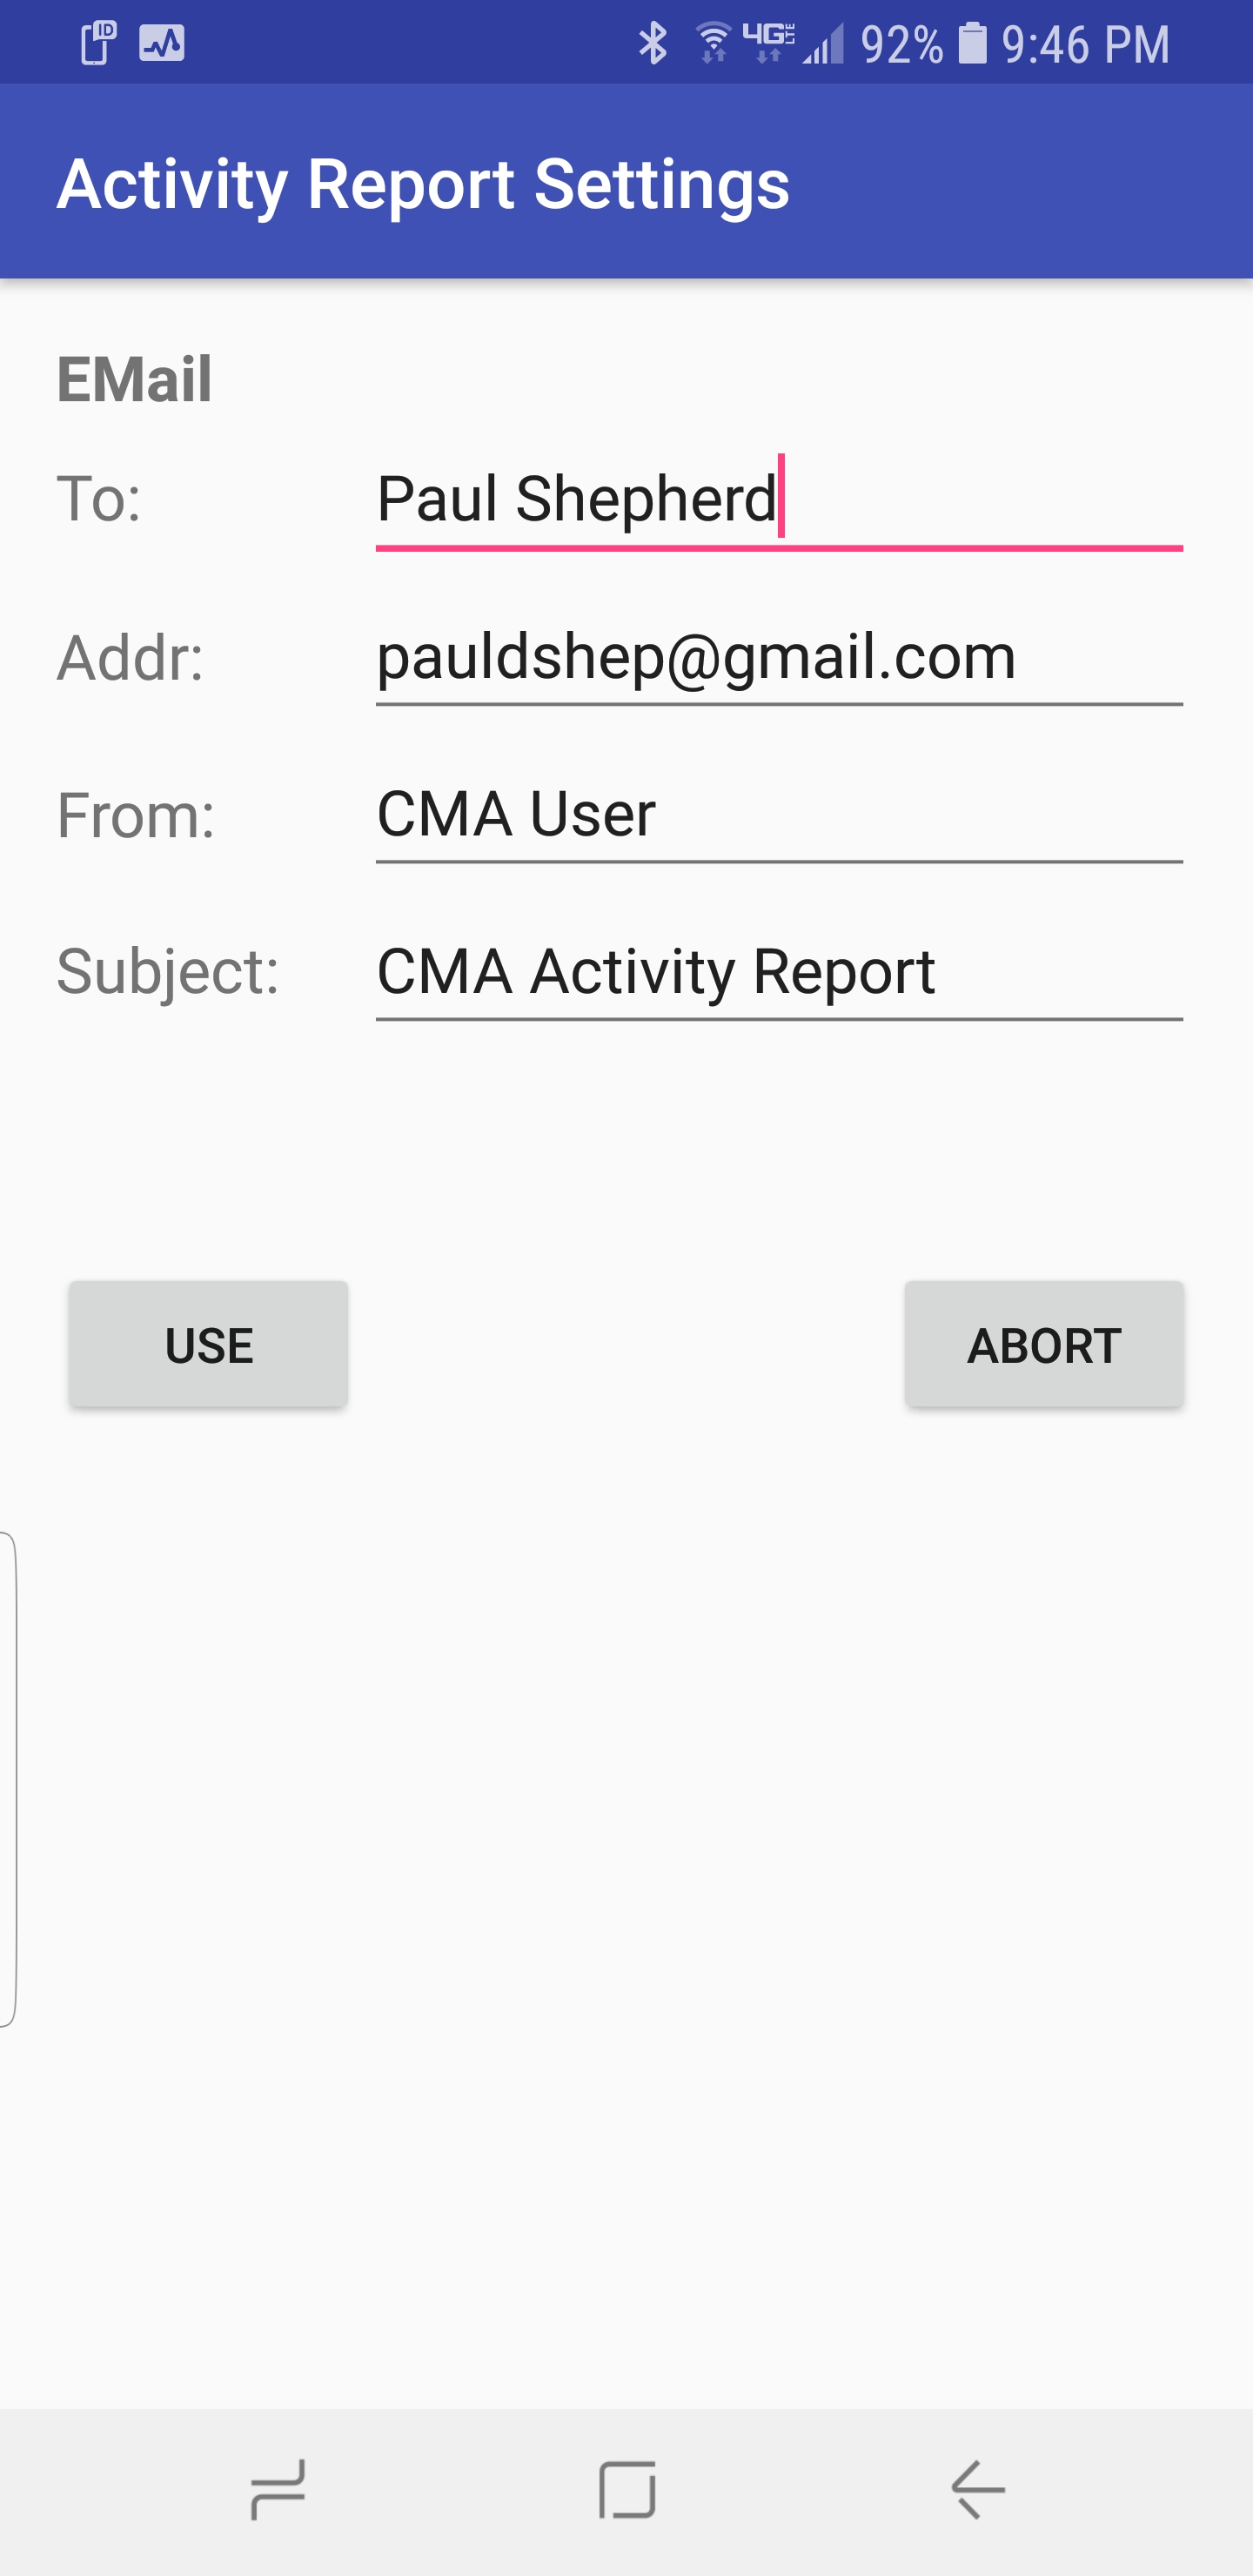 ID 4G LTE 92% 9:46 PM
Activity Report Settings
EMail
To: Paul Shepherd
Addr: pauldshep@gmail.com
From: CMA User
Subject: CMA Activity Report
USE ABORT